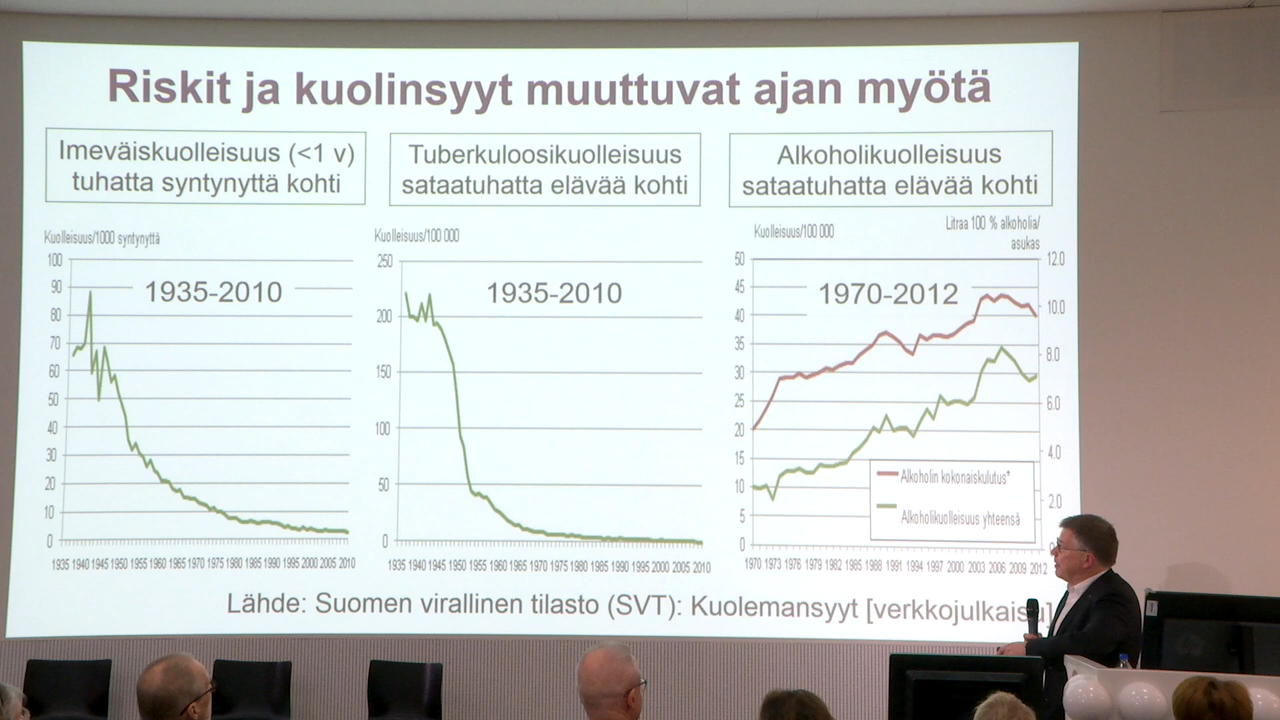 Riskit ja kuolinsyyt muuttuvat ajan myötä
Imeväiskuolleisuus (<1 v)
tuhatta syntynyttä kohti
Tuberkuloosikuolleisuus
sataatuhatta elävää kohti
Alkoholikuolleisuus
sataatuhatta elävää kohti
Kuolleisuus/1000 syntynyttä
100
90
80
70
60
50
40
30
20
10
0
1935-2010
1935 1940 1945 1950 1955 1960 1965 1970 1975 1980 1985 1990 1995 2000 2005 2010
Kuolleisuus/100 000
250
200
150
100
50
0
1935-2010
1935 1940 1945 1950 1955 1960 1965 1970 1975 1980 1985 1990 1995 2000 2005 2010
Kuolleisuus/100 000
Litraa 100 % alkoholia/
asukas
50
45
40
35
30
25
20
15
10
5
0
1970-2012
12.0
10.0
8.0
6.0
4.0
2.0
Alkoholin kokonaiskulutus*
Alkoholikuolleisuus yhteensä
1970 1973 1976 1979 1982 1985 1988 1991 1994 1997 2000 2003 2006 2009 2012
Lähde: Suomen virallinen tilasto (SVT): Kuolemansyyt [verkkojulkaisu]